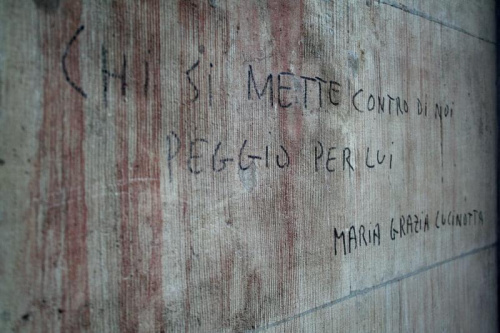 CHI SI METTE CONTRO DI NOI
PEGGIO PER LUI
MARIA GRAZIA CUCINOTTA